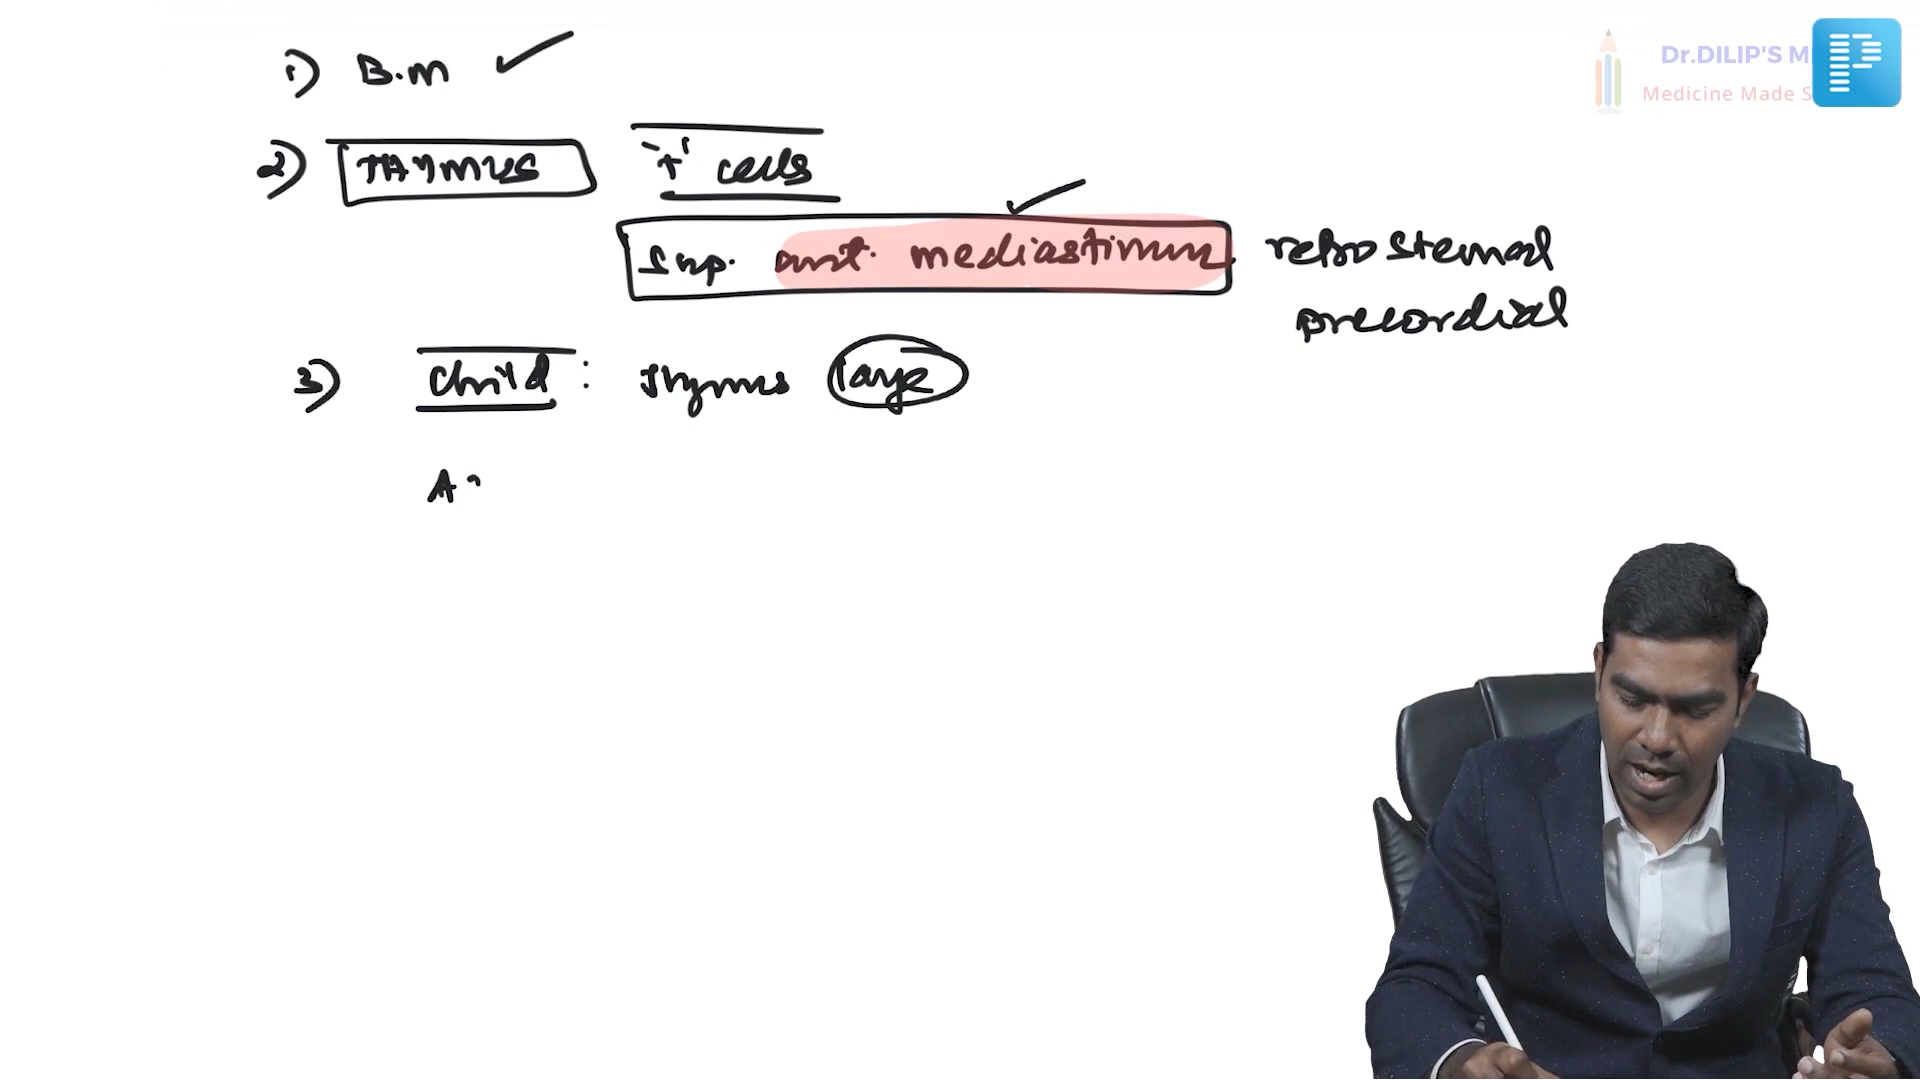 Dr.DILIP'S M
Medicine Made S
1) B.M
2) THYMUS 'T' cells
Sup. ant. mediastinum retrosternal
precordial
3) child : Thymus large
A